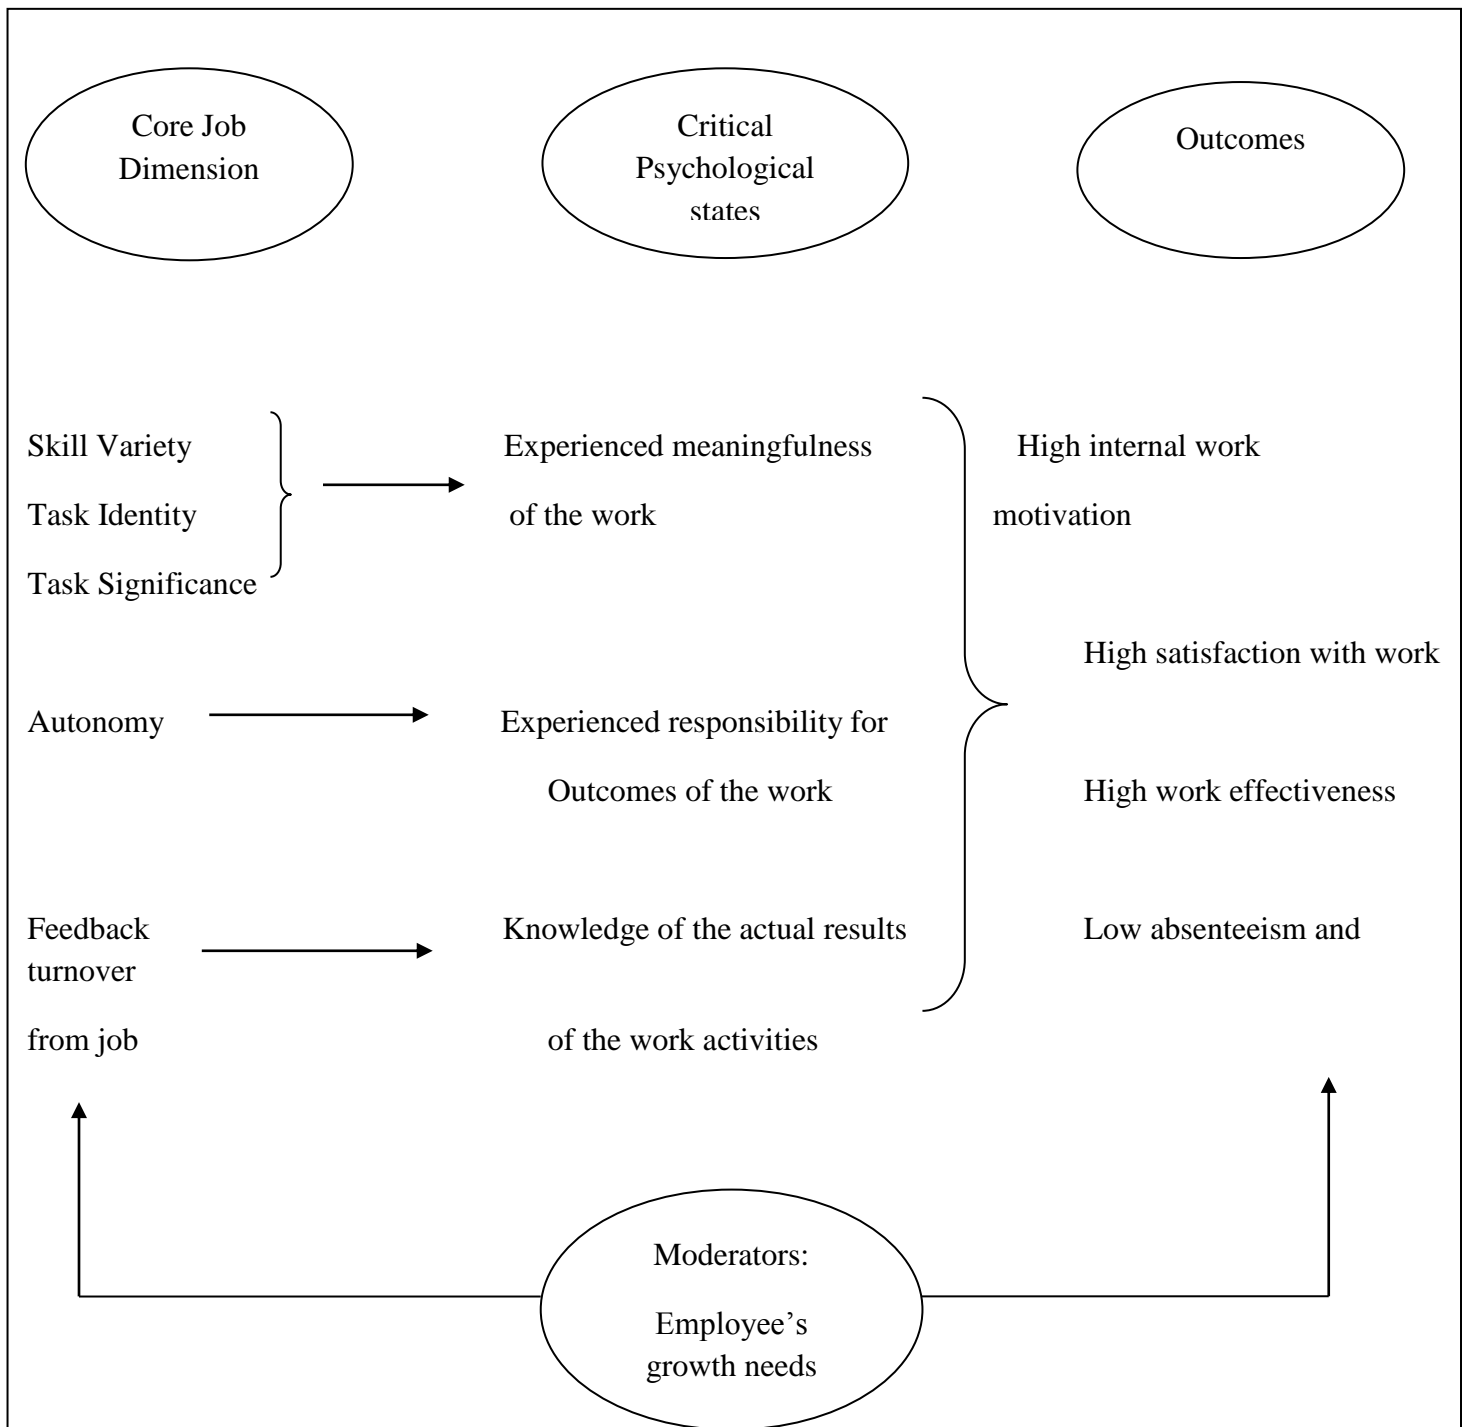 Core Job
Dimension
Critical
Psychological
states
Outcomes
Skill Variety
Experienced meaningfulness
High internal work
Task Identity
of the work
motivation
Task Significance
High satisfaction with work
Autonomy
Experienced responsibility for
Outcomes of the work
High work effectiveness
Feedback
Knowledge of the actual results
Low absenteeism and
turnover
from job
of the work activities
Moderators:
Employee’s
growth needs